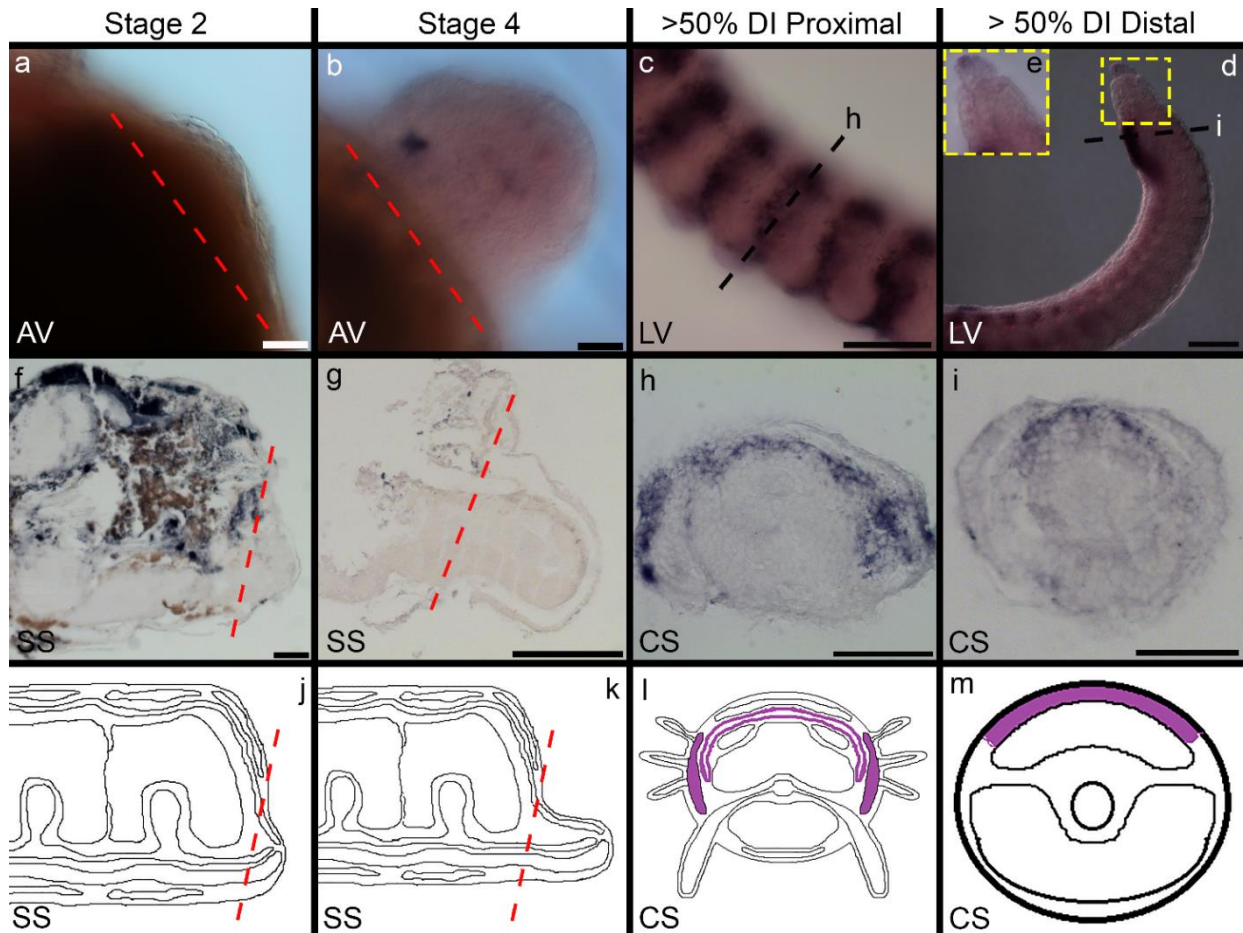 Stage 2
Stage 4
>50% DI Proximal
> 50% DI Distal
a
AV
b
AV
c
h
LV
e
d
i
LV
f
SS
g
SS
h
CS
i
CS
j
SS
k
SS
l
CS
m
CS